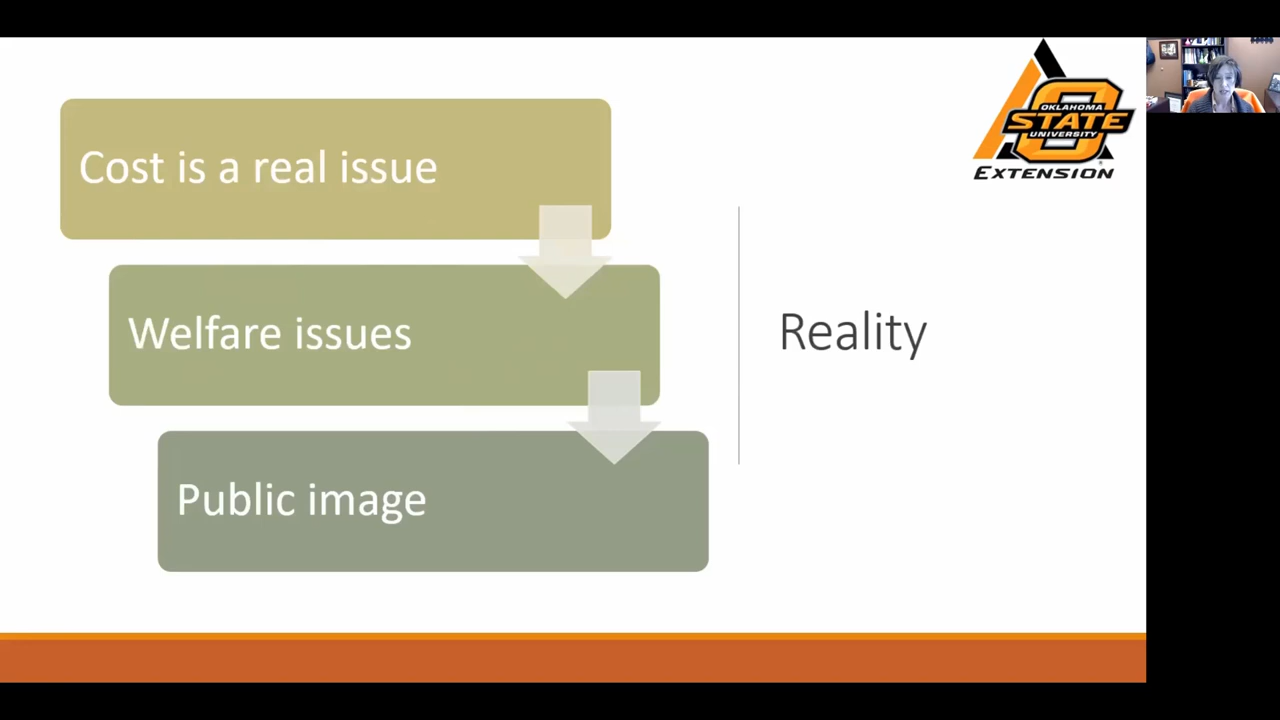 Cost is a real issue
Welfare issues
Public image
Reality
OKLAHOMA
STATE
UNIVERSITY
EXTENSION